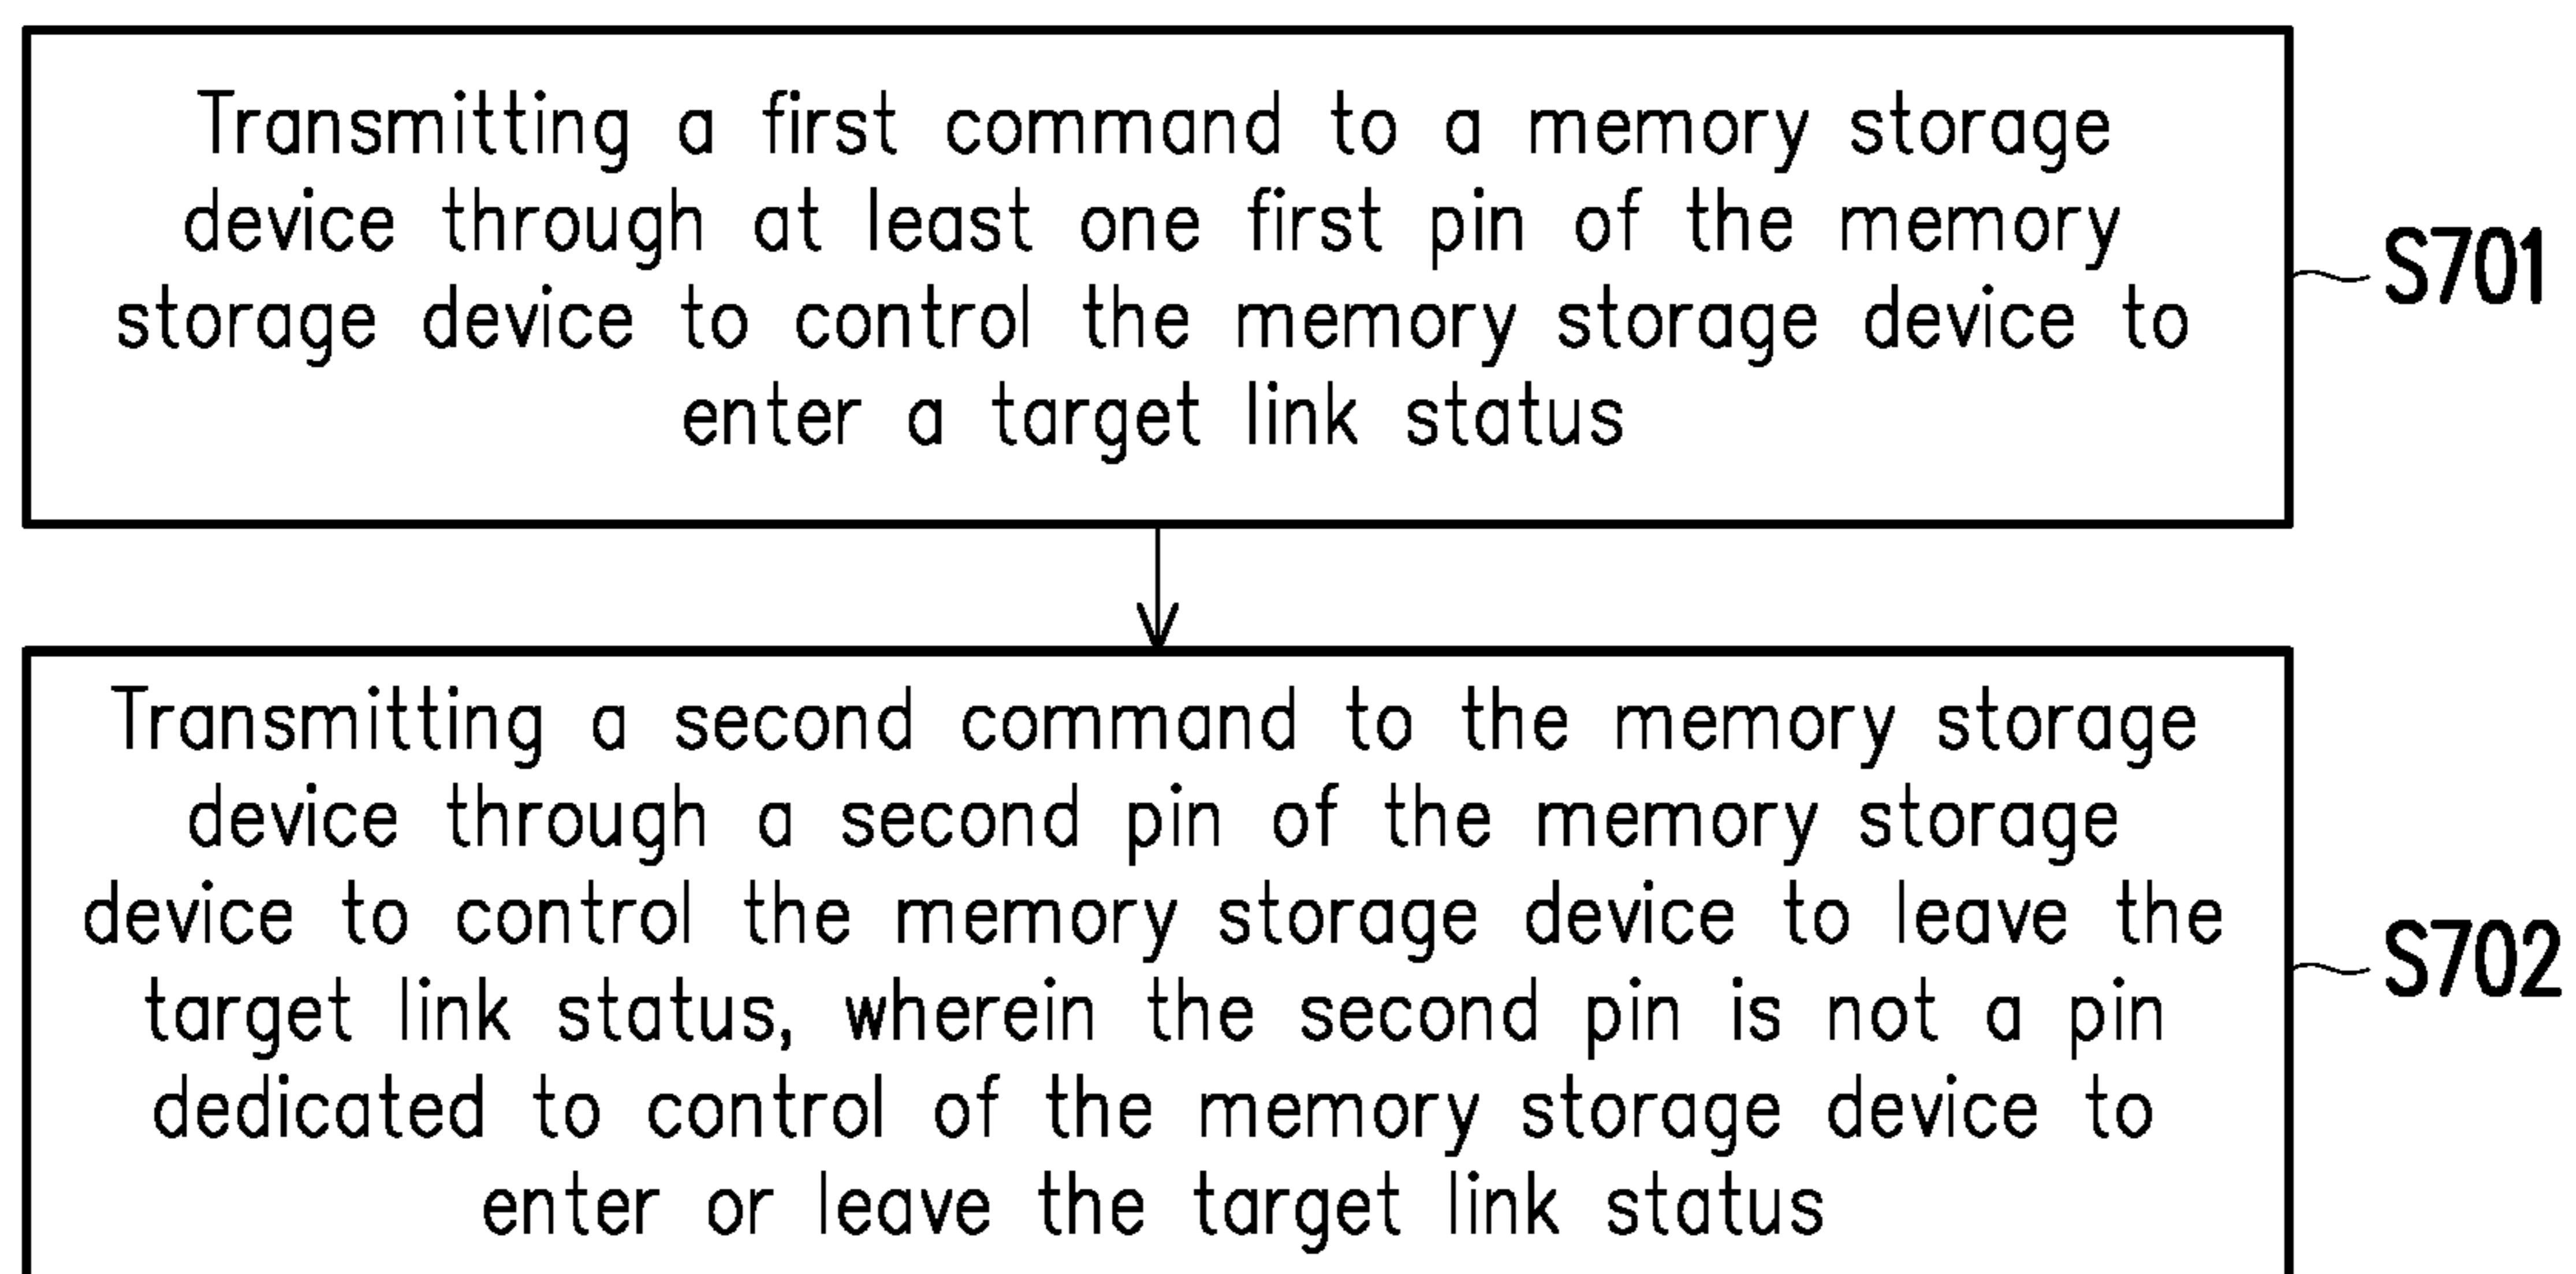 Transmitting a first command to a memory storage
device through at least one first pin of the memory
storage device to control the memory storage device to
enter a target link status
S701
Transmitting a second command to the memory storage
device through a second pin of the memory storage
device to control the memory storage device to leave the
target link status, wherein the second pin is not a pin
dedicated to control of the memory storage device to
enter or leave the target link status
S702